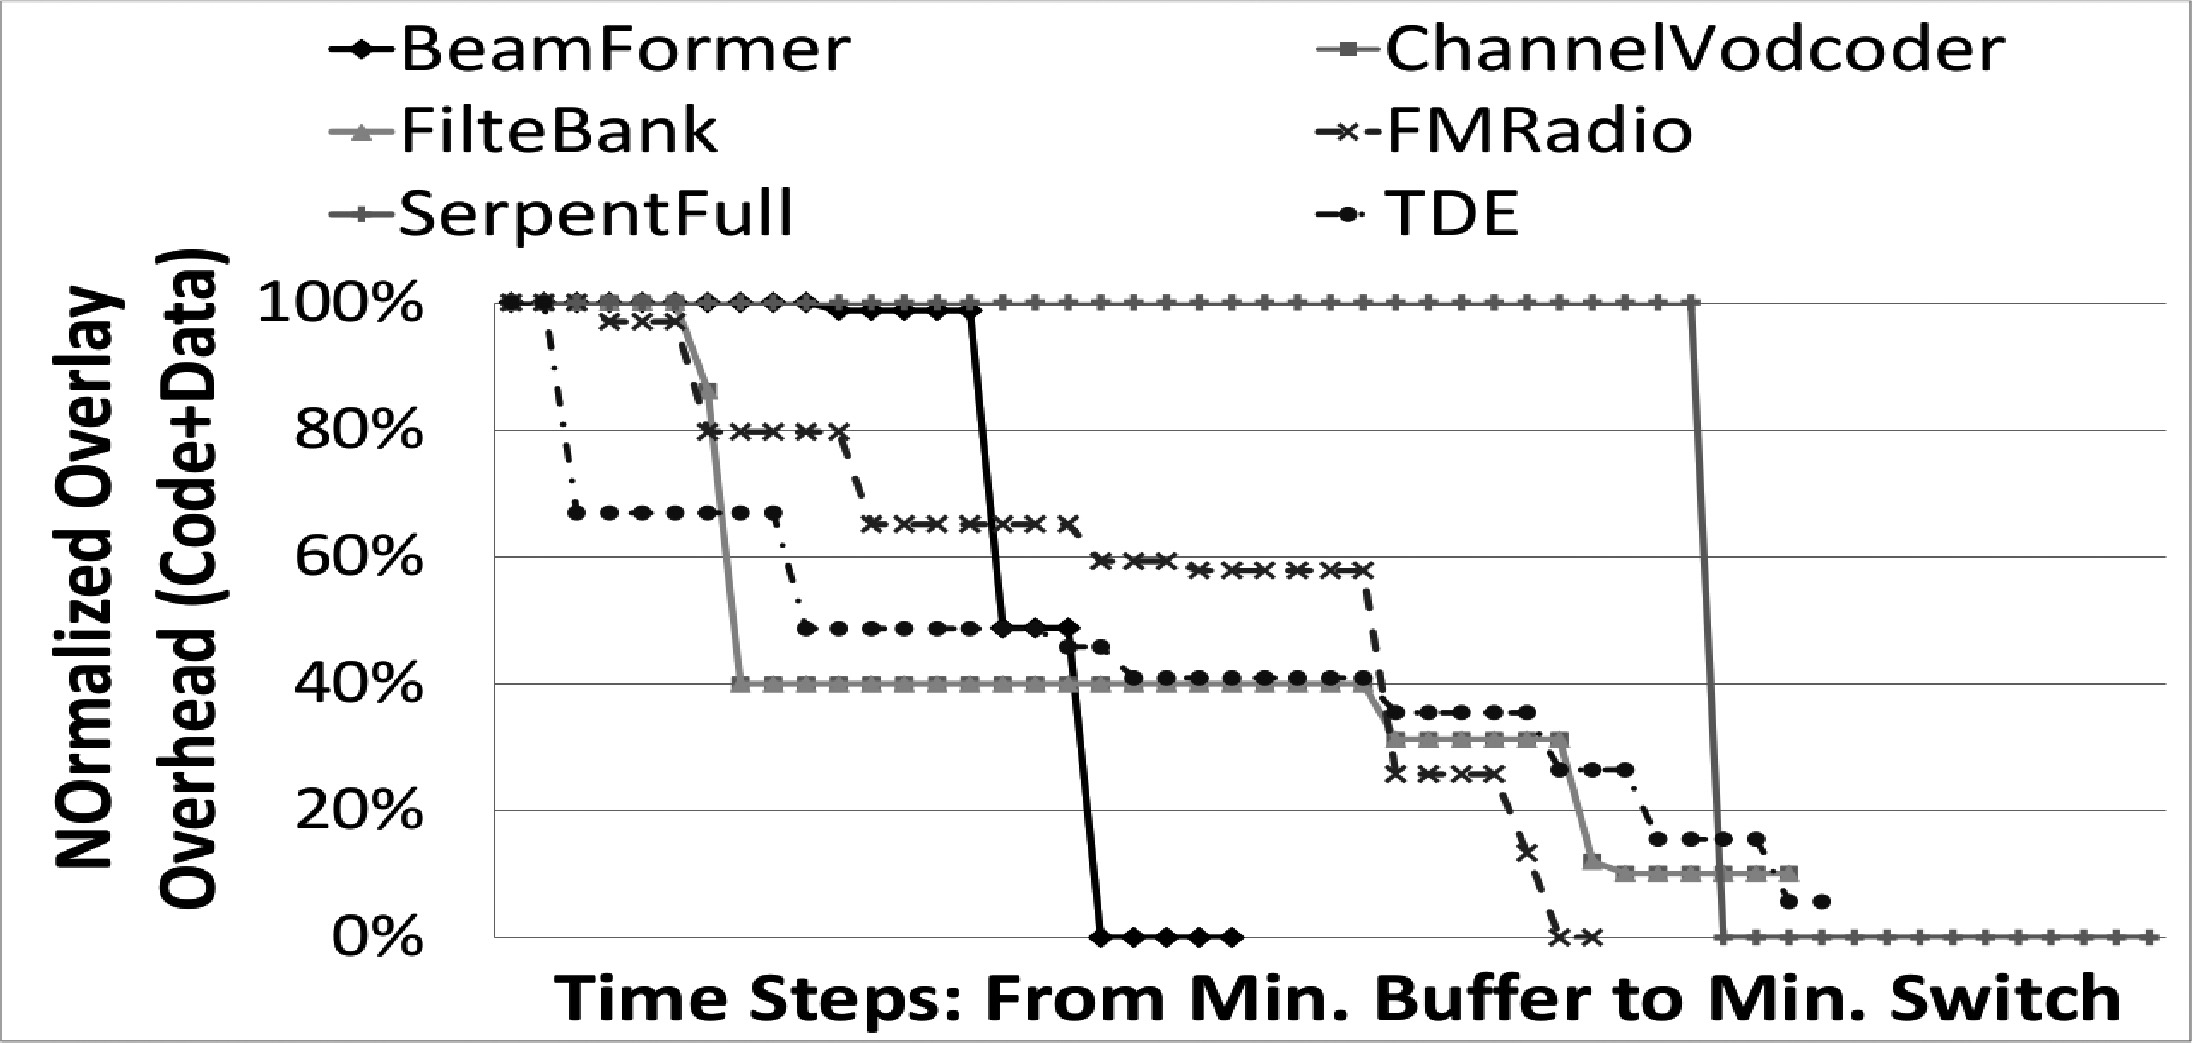 BeamFormer
ChannelVodcoder
FilteBank
FMRadio
SerpentFull
TDE
NOrmalized Overlay
Overhead (Code+Data)
100%
80%
60%
40%
20%
0%
Time Steps: From Min. Buffer to Min. Switch